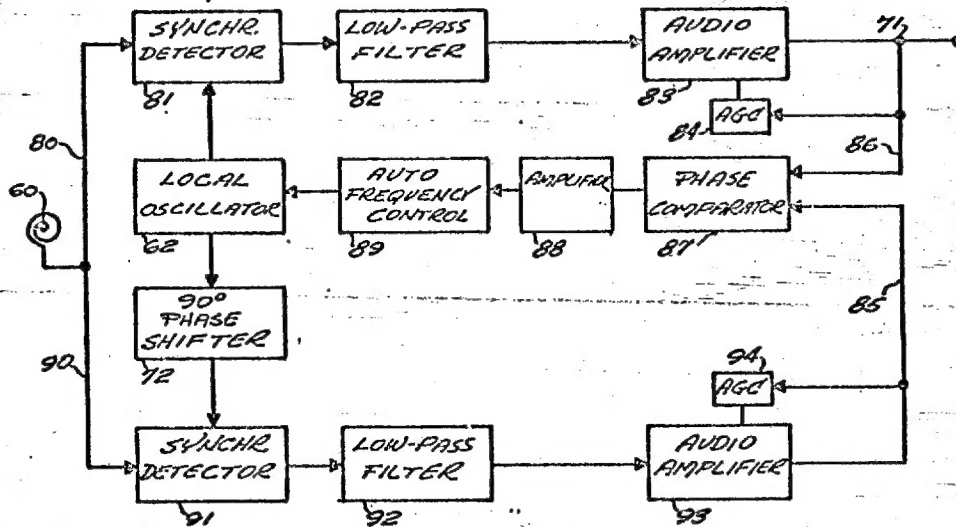 SYNCHR.
DETECTOR
81
LOW-PASS
FILTER
82
AUDIO
AMPLIFIER
83
71
AGC
84
80
86
60
LOCAL
OSCILLATOR
62
AUTO
FREQUENCY
CONTROL
89
AMPLIFIER
88
PHASE
COMPARATOR
87
85
90°
PHASE
SHIFTER
72
90
94
AGC
SYNCHR
DETECTOR
91
LOW-PASS
FILTER
92
AUDIO
AMPLIFIER
93